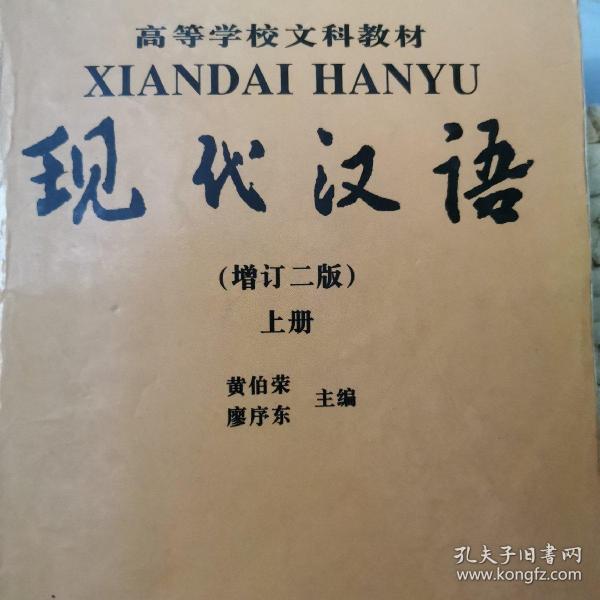 高等学校文科教材
XIANDAI HANYU
现代汉语
(增订二版)
上册
黄伯荣
廖序东
主编
孔夫子旧书网
www.kongfz.com